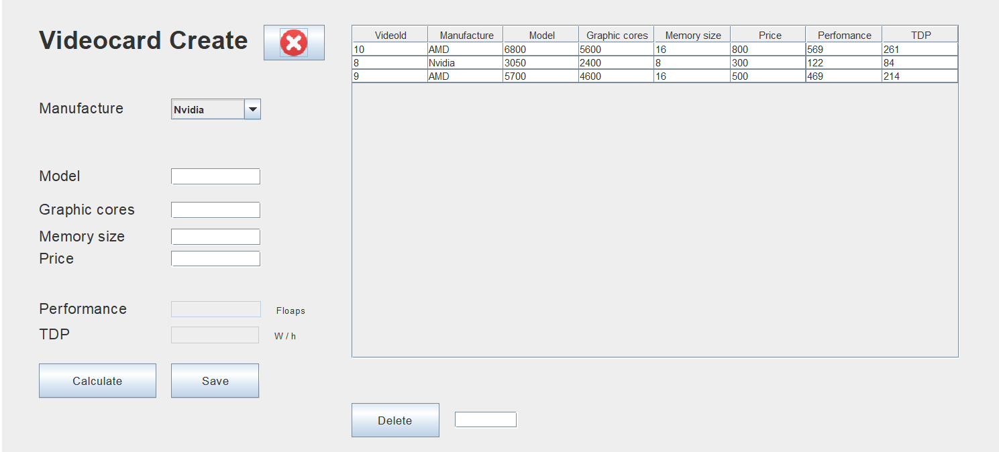 Videocard Create
Manufacture
Nvidia
Model
Graphic cores
Memory size
Price
Performance
Floaps
TDP
W / h
Calculate
Save
VideoId Manufacture Model Graphic cores Memory size Price Perfomance TDP
10 AMD 6800 5600 16 800 569 261
8 Nvidia 3050 2400 8 300 122 84
9 AMD 5700 4600 16 500 469 214
Delete